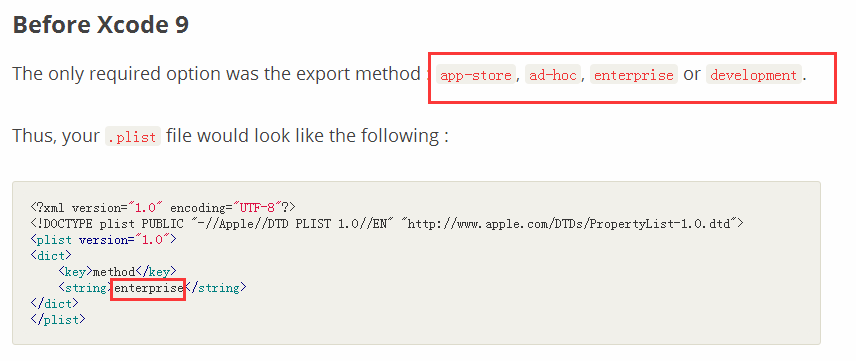 Before Xcode 9
The only required option was the export method : app-store, ad-hoc, enterprise or development.
Thus, your .plist file would look like the following :
<?xml version="1.0" encoding="UTF-8"?>
<!DOCTYPE plist PUBLIC "-//Apple//DTD PLIST 1.0//EN" "http://www.apple.com/DTDs/PropertyList-1.0.dtd">
<plist version="1.0">
<dict>
    <key>method</key>
    <string>enterprise</string>
</dict>
</plist>